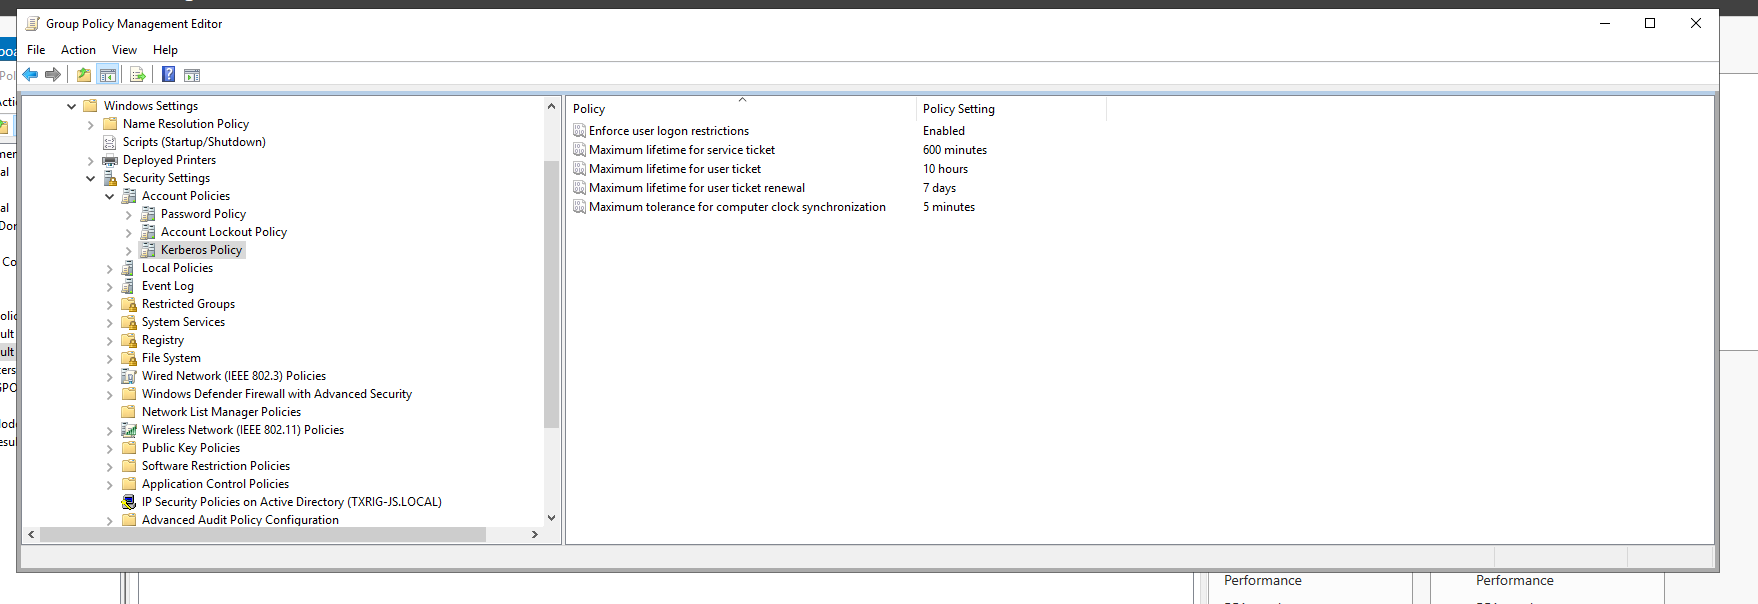 Group Policy Management Editor
File Action View Help
Windows Settings
Name Resolution Policy
Scripts (Startup/Shutdown)
Deployed Printers
Security Settings
Account Policies
Password Policy
Account Lockout Policy
Kerberos Policy
Local Policies
Event Log
Restricted Groups
System Services
Registry
File System
Wired Network (IEEE 802.3) Policies
Windows Defender Firewall with Advanced Security
Network List Manager Policies
Wireless Network (IEEE 802.11) Policies
Public Key Policies
Software Restriction Policies
Application Control Policies
IP Security Policies on Active Directory (TXRIG-JS.LOCAL)
Advanced Audit Policy Configuration
Policy Policy Setting
Enforce user logon restrictions Enabled
Maximum lifetime for service ticket 600 minutes
Maximum lifetime for user ticket 10 hours
Maximum lifetime for user ticket renewal 7 days
Maximum tolerance for computer clock synchronization 5 minutes
Performance Performance